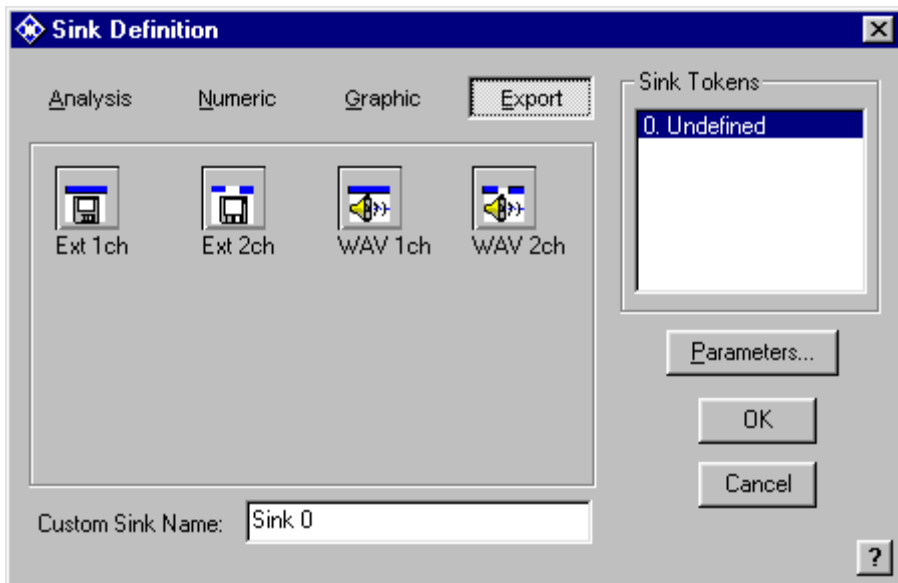 Sink Definition
Analysis
Numeric
Graphic
Export
Ext 1ch
Ext 2ch
WAV 1ch
WAV 2ch
Custom Sink Name: Sink 0
Sink Tokens
0. Undefined
Parameters...
OK
Cancel
?